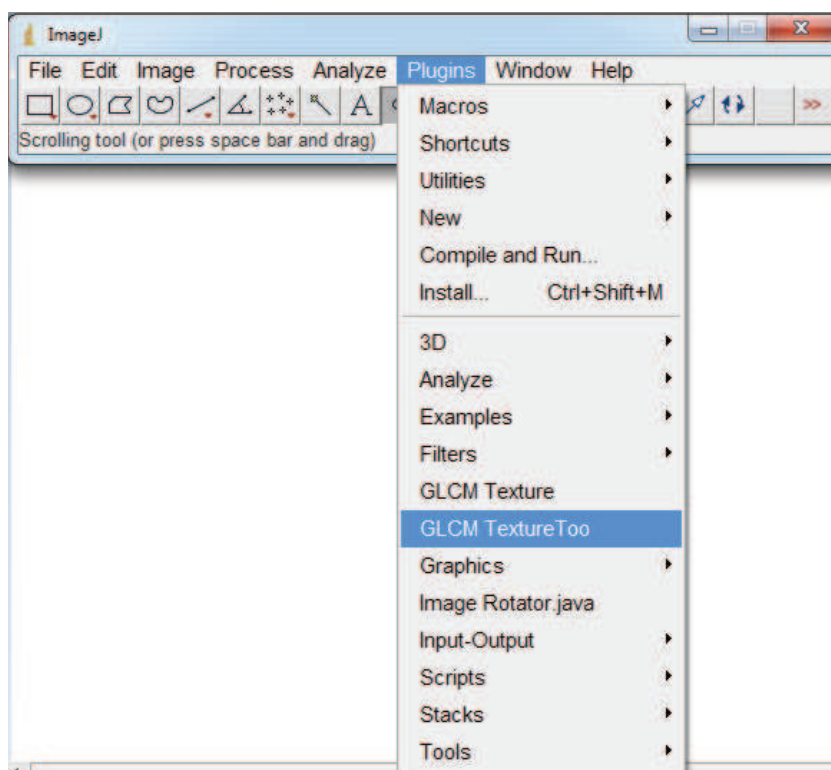 ImageJ
File Edit Image Process Analyze Plugins Window Help
A
Scrolling tool (or press space bar and drag)
Macros
Shortcuts
Utilities
New
Compile and Run...
Install... Ctrl+Shift+M
3D
Analyze
Examples
Filters
GLCM Texture
GLCM TextureToo
Graphics
Image Rotator.java
Input-Output
Scripts
Stacks
Tools